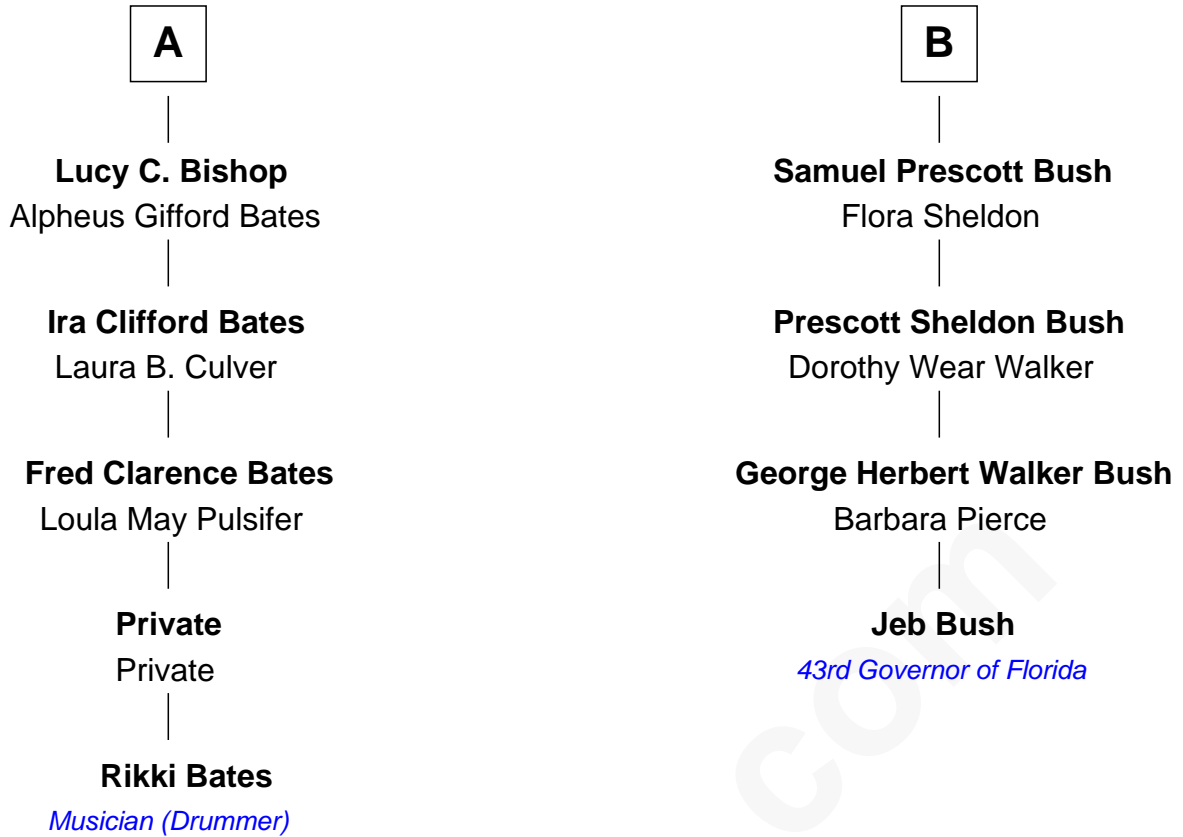 A
Lucy C. Bishop
Alpheus Gifford Bates
Ira Clifford Bates
Laura B. Culver
Fred Clarence Bates
Loula May Pulsifer
Private
Private
Rikki Bates
Musician (Drummer)
B
Samuel Prescott Bush
Flora Sheldon
Prescott Sheldon Bush
Dorothy Wear Walker
George Herbert Walker Bush
Barbara Pierce
Jeb Bush
43rd Governor of Florida
com